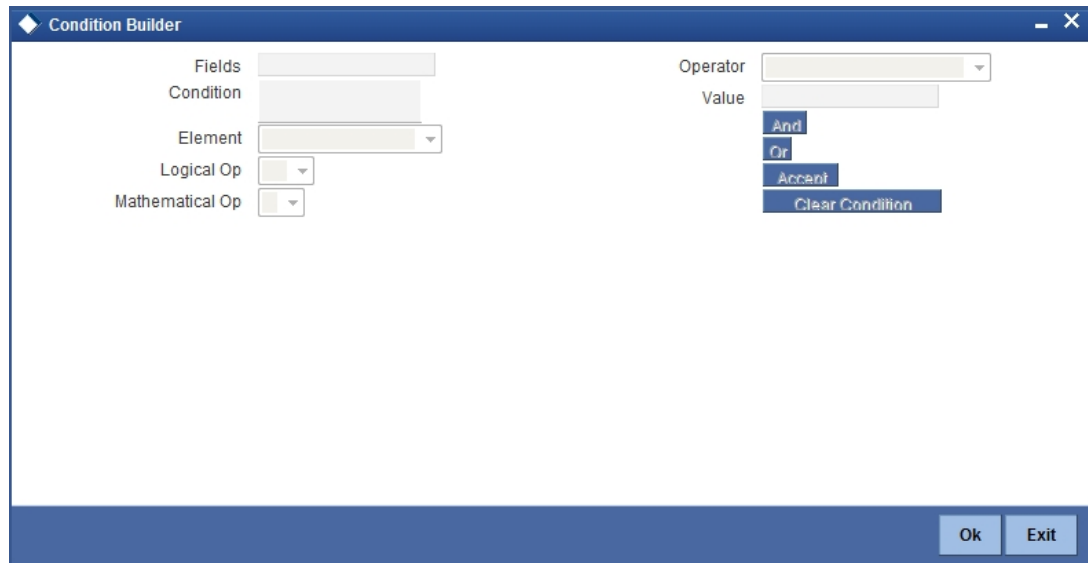 Condition Builder
Fields
Condition
Element
Logical Op
Mathematical Op
Operator
Value
And
Or
Accept
Clear Condition
Ok
Exit